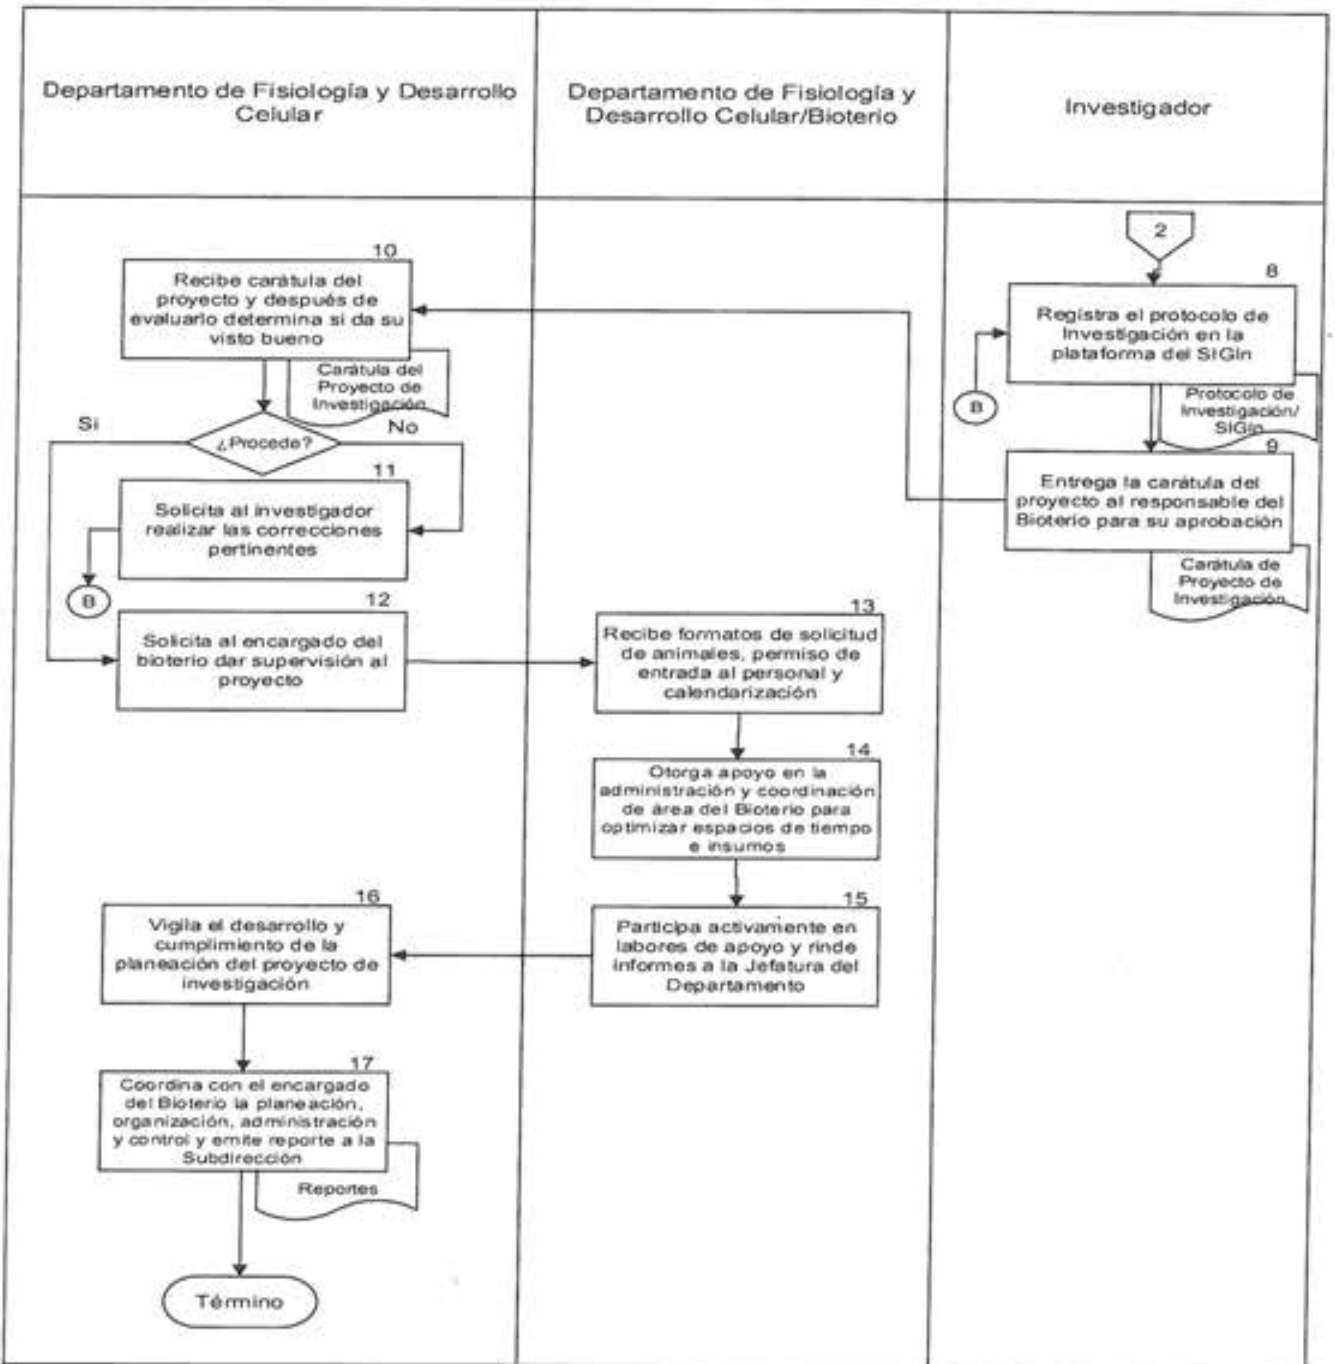 Departamento de Fisiología y Desarrollo
Celular
Departamento de Fisiología y
Desarrollo Celular/Bioterio
Investigador
2
8
Registra el protocolo de
Investigación en la
plataforma del SIGIn
Protocolo de
Investigación/
SIGIn
B
9
Entrega la carátula del
proyecto al responsable del
Bioterio para su aprobación
Carátula de
Proyecto de
Investigación
10
Recibe carátula del
proyecto y después de
evaluarlo determina si da su
visto bueno
Carátula del
Proyecto de
Investigación
Si
¿Procede?
No
11
Solicita al investigador
realizar las correcciones
pertinentes
B
12
Solicita al encargado del
bioterio dar supervisión al
proyecto
13
Recibe formatos de solicitud
de animales, permiso de
entrada al personal y
calendarización
14
Otorga apoyo en la
administración y coordinación
de área del Bioterio para
optimizar espacios de tiempo
e insumos
15
Participa activamente en
labores de apoyo y rinde
informes a la Jefatura del
Departamento
16
Vigila el desarrollo y
cumplimiento de la
planeación del proyecto de
investigación
17
Coordina con el encargado
del Bioterio la planeación,
organización, administración
y control y emite reporte a la
Subdirección
Reportes
Término